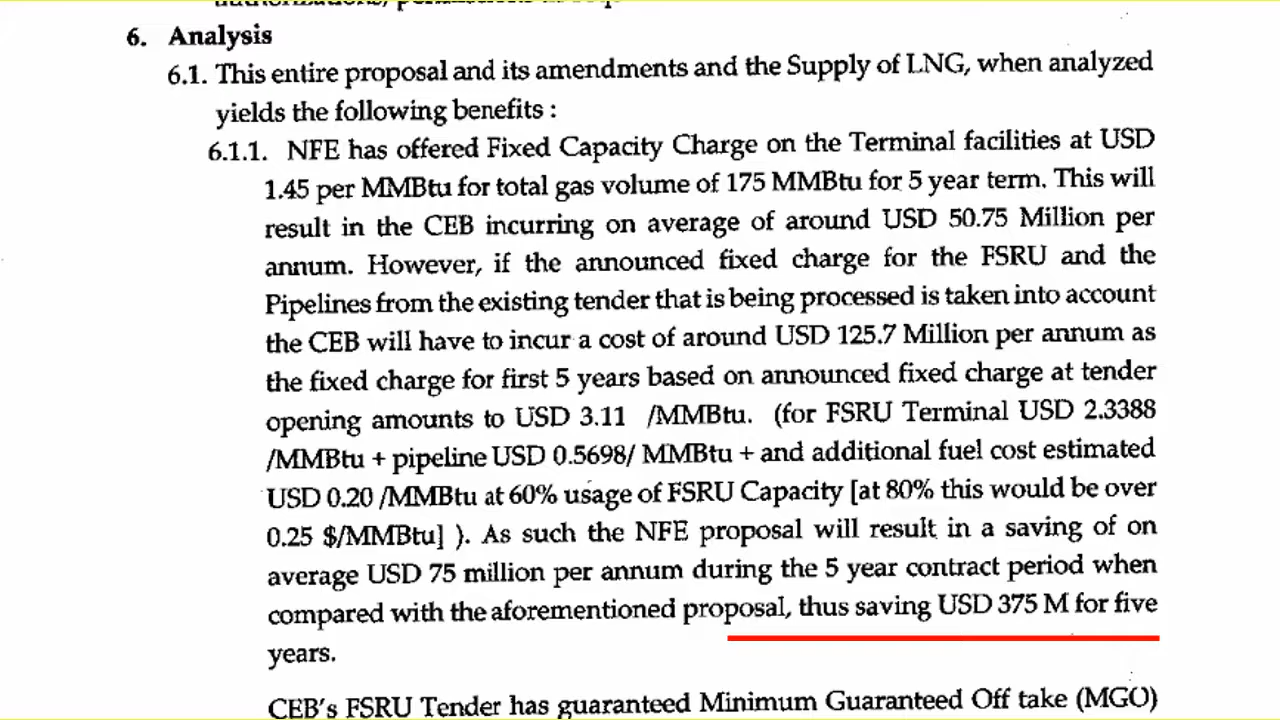 6. Analysis
6.1. This entire proposal and its amendments and the Supply of LNG, when analyzed
yields the following benefits :
6.1.1. NFE has offered Fixed Capacity Charge on the Terminal facilities at USD
1.45 per MMBtu for total gas volume of 175 MMBtu for 5 year term. This will
result in the CEB incurring on average of around USD 50.75 Million per
annum. However, if the announced fixed charge for the FSRU and the
Pipelines from the existing tender that is being processed is taken into account
the CEB will have to incur a cost of around USD 125.7 Million per annum as
the fixed charge for first 5 years based on announced fixed charge at tender
opening amounts to USD 3.11 /MMBtu. (for FSRU Terminal USD 2.3388
/MMBtu + pipeline USD 0.5698/ MMBtu + and additional fuel cost estimated
USD 0.20 /MMBtu at 60% usage of FSRU Capacity [at 80% this would be over
0.25 $/MMBtu] ). As such the NFE proposal will result in a saving of on
average USD 75 million per annum during the 5 year contract period when
compared with the aforementioned proposal, thus saving USD 375 M for five
years.
CEB's FSRU Tender has guaranteed Minimum Guaranteed Off take (MGO)